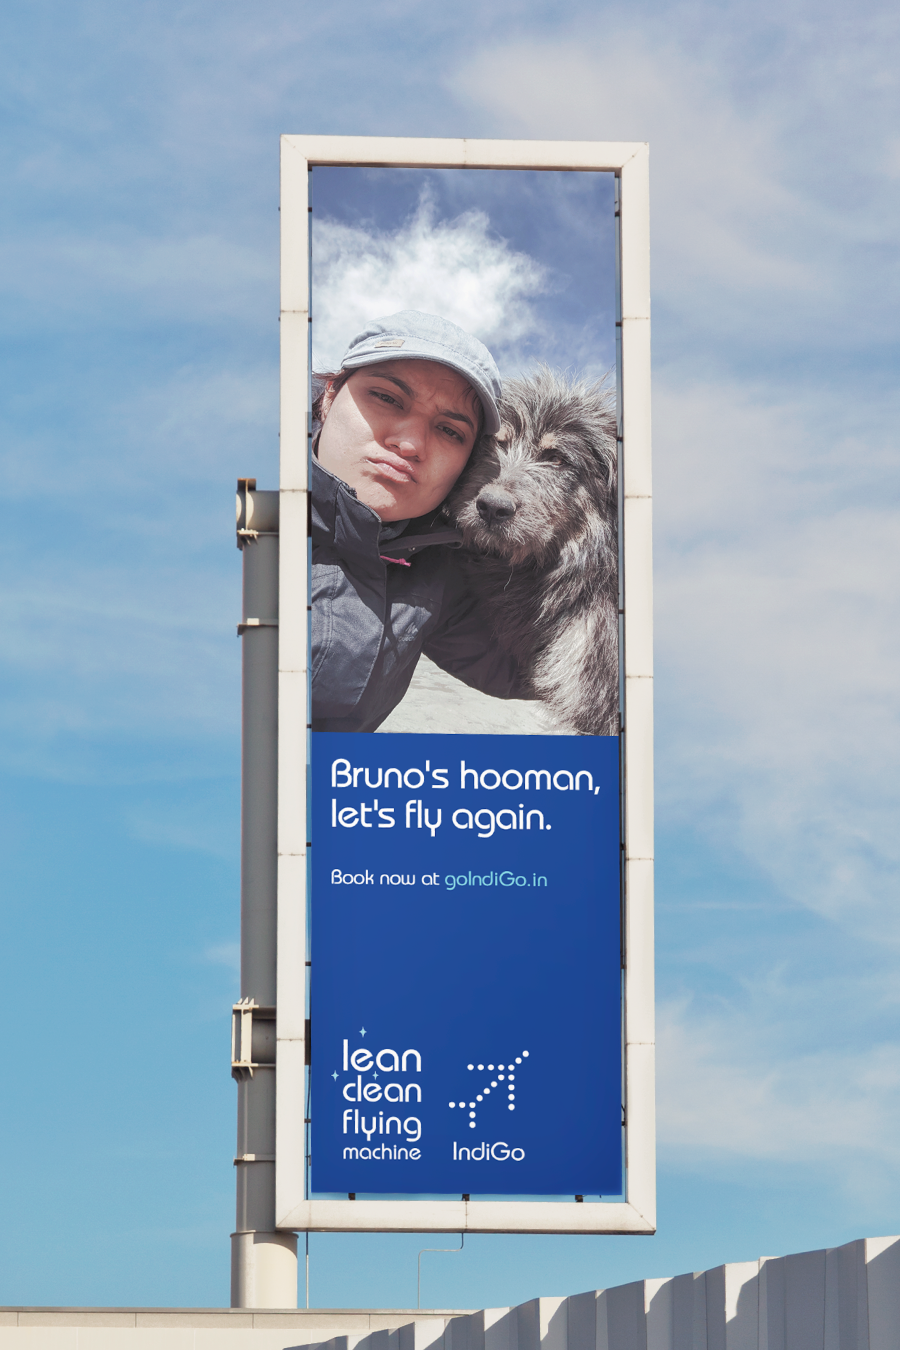 Bruno's hooman,
let's fly again.
Book now at goIndiGo.in
lean
clean
flying
machine
IndiGo